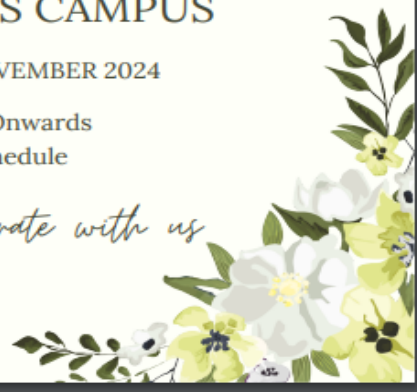 S CAMPUS
VEMBER 2024
Onwards
hedule
rate with us